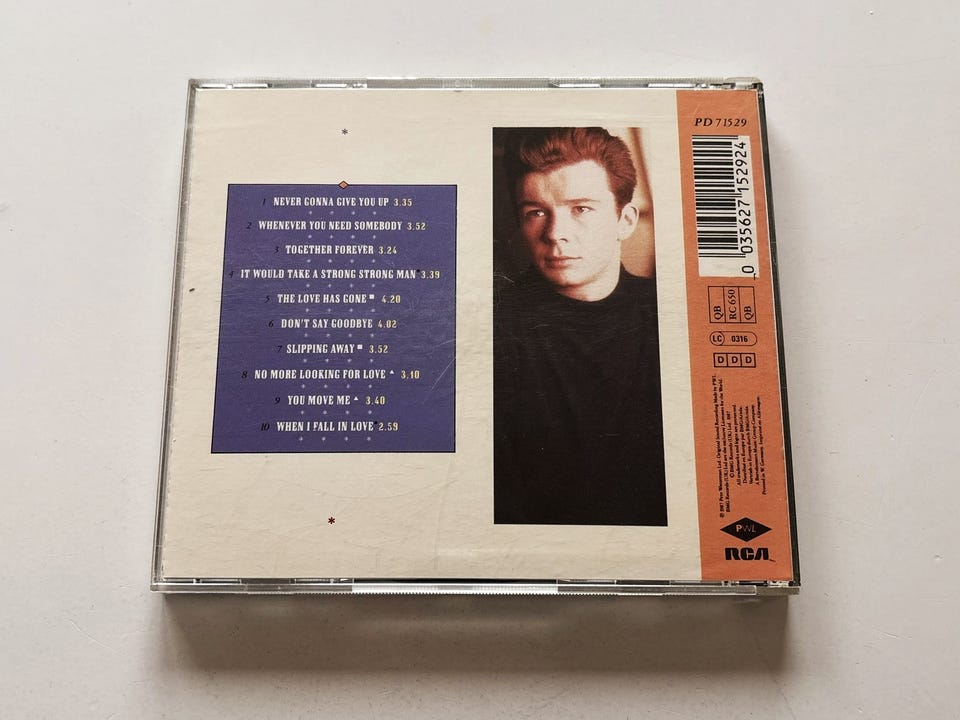 1 NEVER GONNA GIVE YOU UP 3.35
2 WHENEVER YOU NEED SOMEBODY 3.52
3 TOGETHER FOREVER 3.24
4 IT WOULD TAKE A STRONG STRONG MAN 3.39
5 THE LOVE HAS GONE ■ 4.20
6 DON'T SAY GOODBYE 4.02
7 SLIPPING AWAY ■ 3.52
8 NO MORE LOOKING FOR LOVE ▲ 3.10
9 YOU MOVE ME ▲ 3.40
10 WHEN I FALL IN LOVE 2.59
PD 71529
0 035627 152924
QB
RC 650
QB
LC 0316
D D D
PWL
RCA